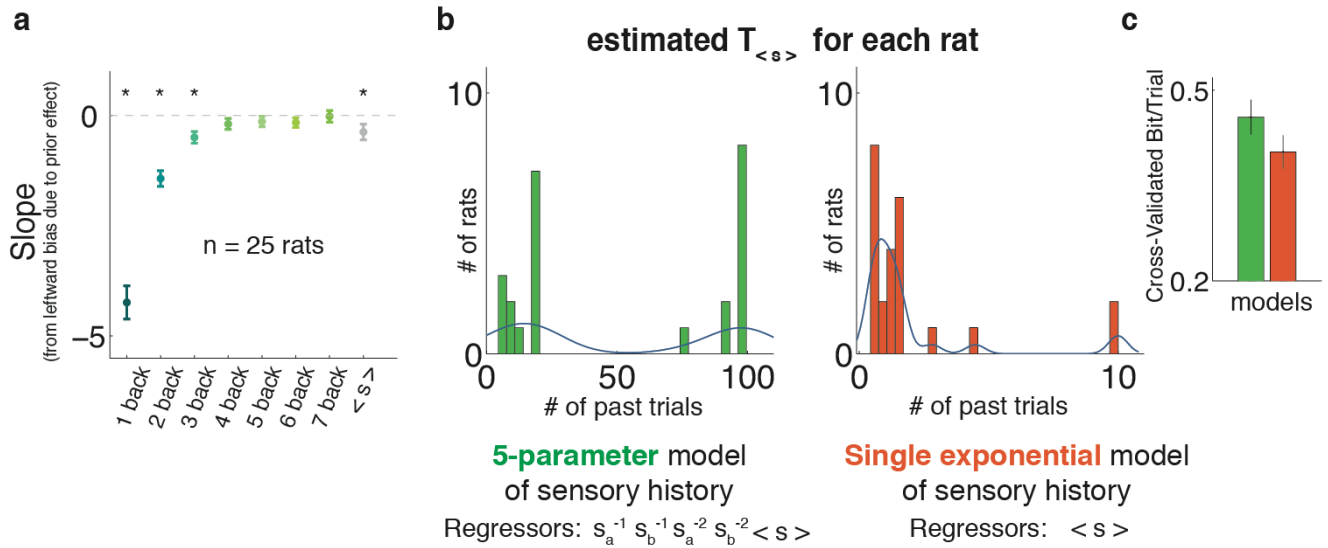 a
0
−5
Slope
(from leftward bias due to prior effect)
* * * *
n = 25 rats
1 back
2 back
3 back
4 back
5 back
6 back
7 back
< s >
b
estimated T< s > for each rat
10
0
# of rats
0 50 100
# of past trials
5-parameter model
of sensory history
Regressors: sa-1 sb-1 sa-2 sb-2 < s >
10
0
# of rats
0 10
# of past trials
Single exponential model
of sensory history
Regressors: < s >
c
0.5
0.2
Cross-Validated Bit/Trial
models